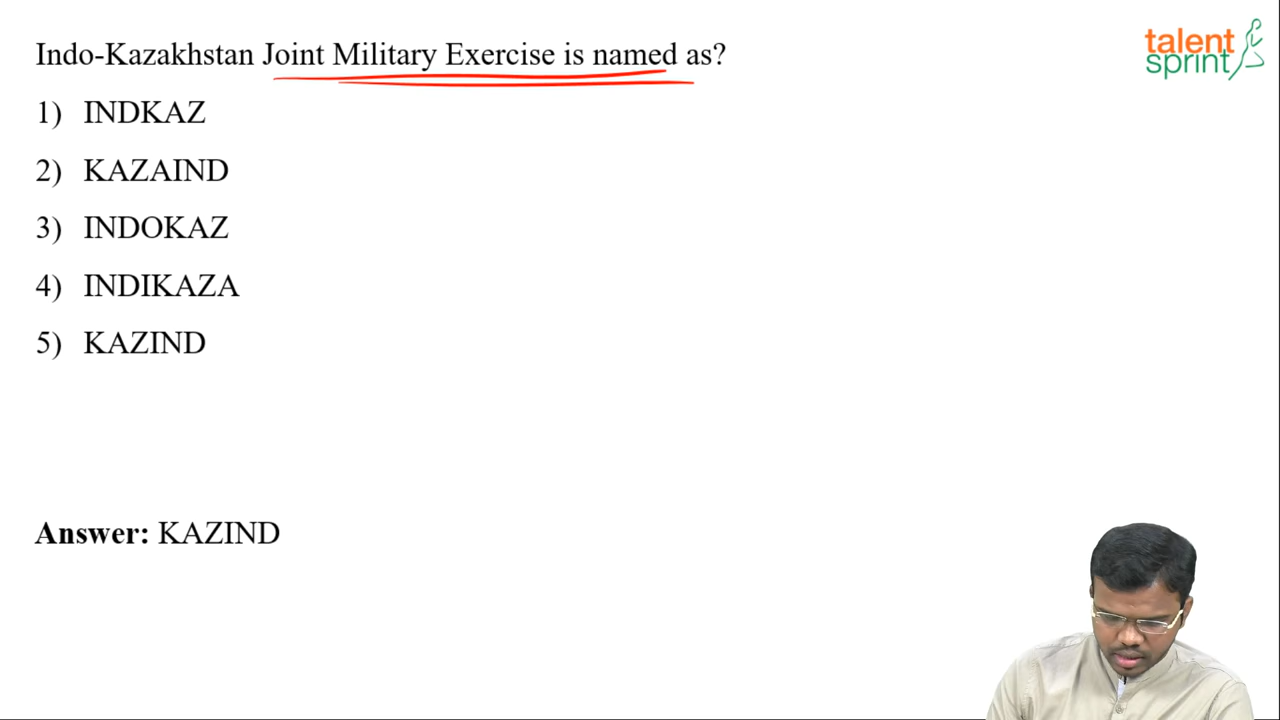 Indo-Kazakhstan Joint Military Exercise is named as?
talent
sprint
1) INDKAZ
2) KAZAIND
3) INDOKAZ
4) INDIKAZA
5) KAZIND
Answer: KAZIND